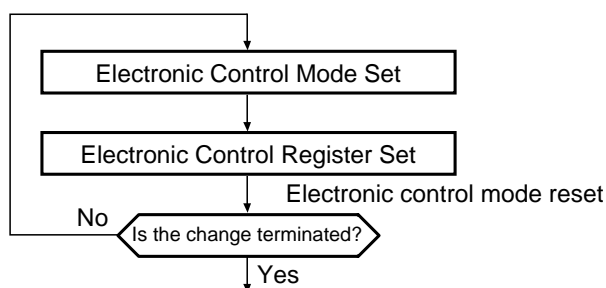 Electronic Control Mode Set
Electronic Control Register Set
Electronic control mode reset
No
Is the change terminated?
Yes